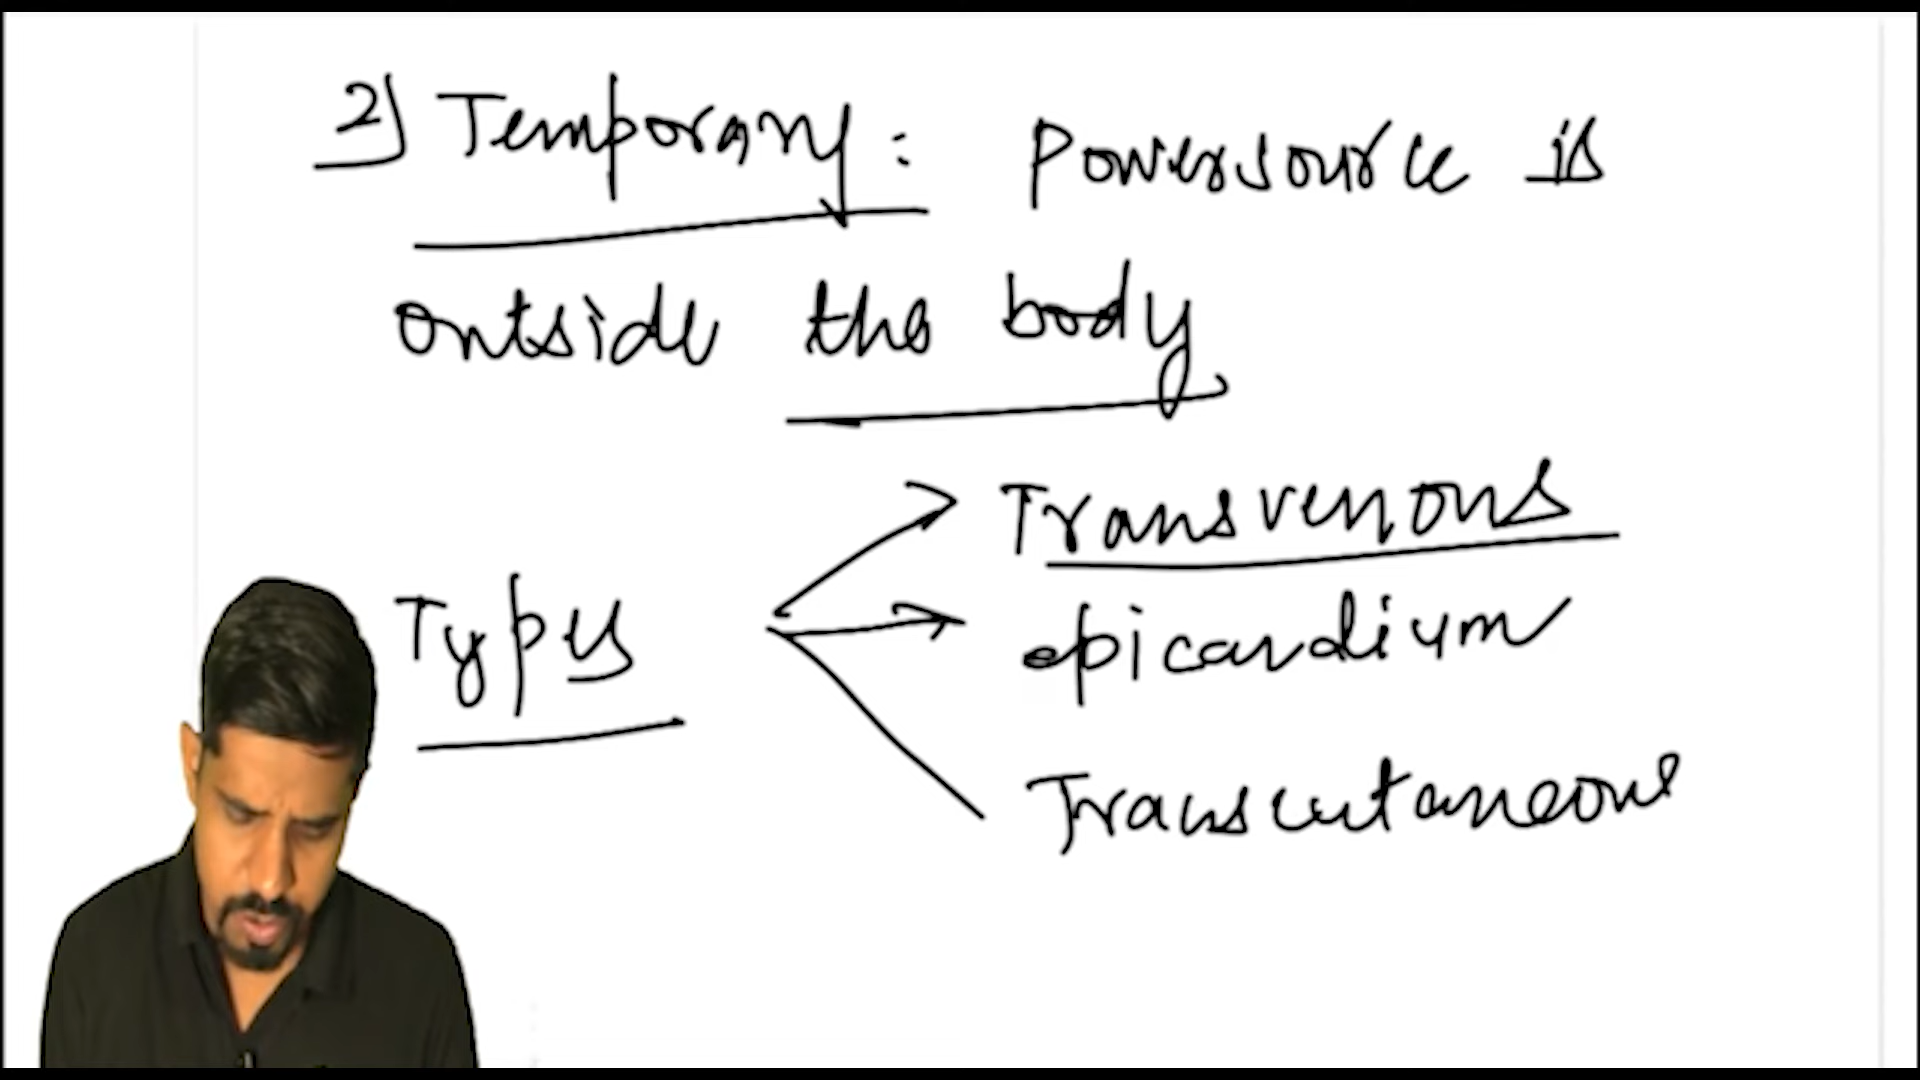 2) Temporary: Powersource is
outside the body
Types
Transvenous
epicardium
Transcutaneous